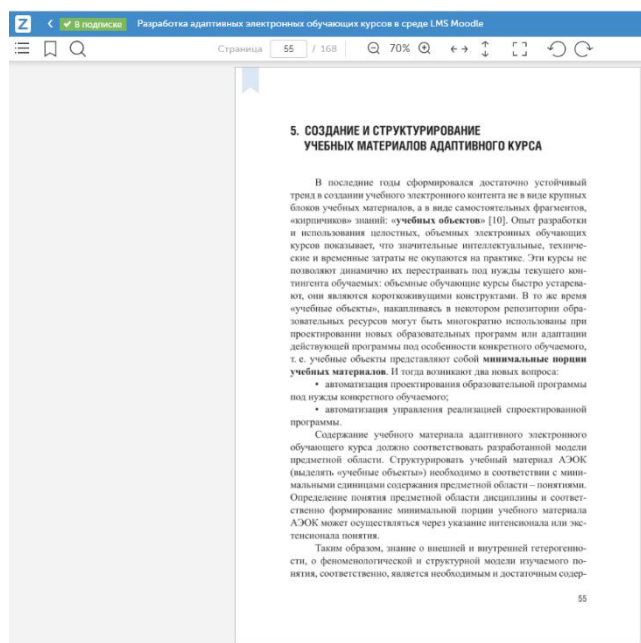 Z
В подписке Разработка адаптивных электронных обучающих курсов в среде LMS Moodle
Страница 55 / 168 70%
5. СОЗДАНИЕ И СТРУКТУРИРОВАНИЕ
УЧЕБНЫХ МАТЕРИАЛОВ АДАПТИВНОГО КУРСА
В последние годы сформировался достаточно устойчивый
тренд в создании учебного электронного контента не в виде крупных
блоков учебных материалов, а в виде самостоятельных фрагментов,
«кирпичиков» знаний: «учебных объектов» [10]. Опыт разработки
и использования целостных, объемных электронных обучающих
курсов показывает, что значительные интеллектуальные, техниче-
ские и временные затраты не окупаются на практике. Эти курсы не
позволяют динамично их перестраивать под нужды текущего кон-
тингента обучаемых: объемные обучающие курсы быстро устарева-
ют, они являются короткоживущими конструктами. В то же время
«учебные объекты», накапливаясь в некотором репозитории обра-
зовательных ресурсов могут быть многократно использованы при
проектировании новых образовательных программ или адаптации
действующей программы под особенности конкретного обучаемого,
т. е. учебные объекты представляют собой минимальные порции
учебных материалов. И тогда возникают два новых вопроса:
• автоматизация проектирования образовательной программы
под нужды конкретного обучаемого;
• автоматизация управления реализацией спроектированной
программы.
Содержание учебного материала адаптивного электронного
обучающего курса должно соответствовать разработанной модели
предметной области. Структурировать учебный материал АЭОК
(выделять «учебные объекты») необходимо в соответствии с мини-
мальными единицами содержания предметной области – понятиями.
Определение понятия предметной области дисциплины и соответ-
ственно формирование минимальной порции учебного материала
АЭОК может осуществляться через указание интенсионала или экс-
тенсионала понятия.
Таким образом, знание о внешней и внутренней гетерогенно-
сти, о феноменологической и структурной модели изучаемого по-
нятия, соответственно, является необходимым и достаточным содер-
55